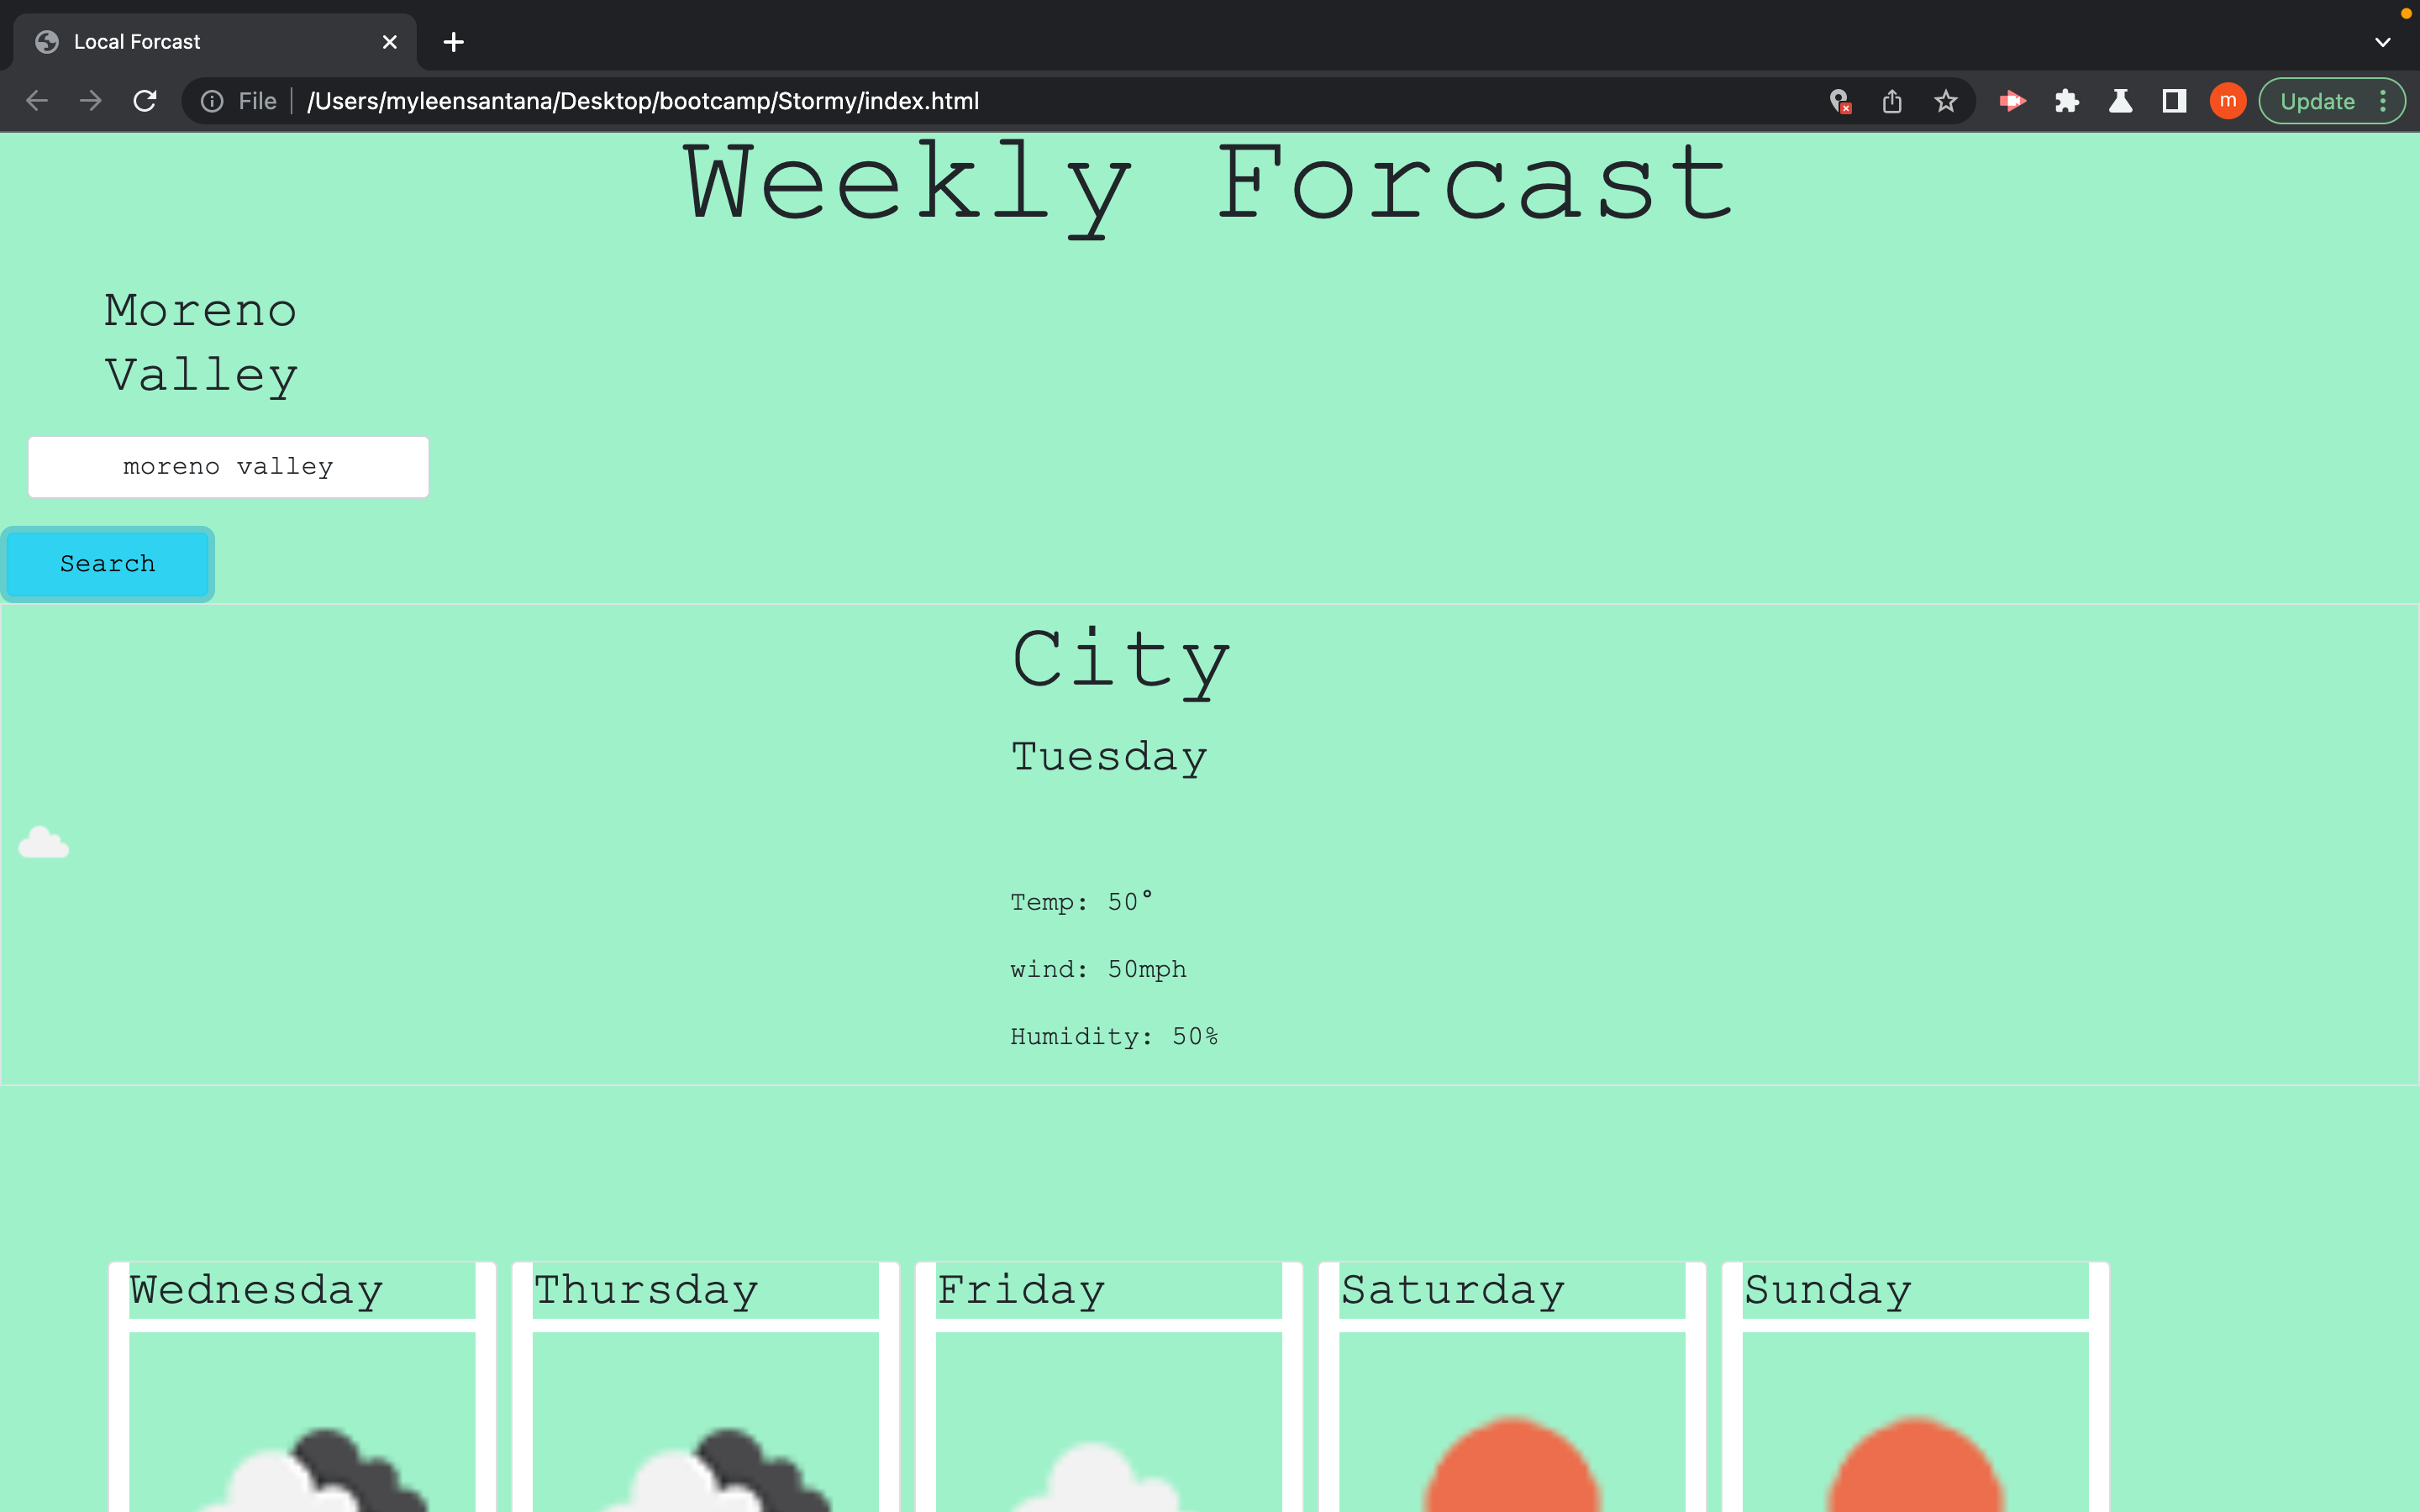 Local Forcast
File /Users/myleensantana/Desktop/bootcamp/Stormy/index.html m Update
Weekly Forcast
Moreno
Valley
moreno valley
Search
City
Tuesday
Temp: 50°
wind: 50mph
Humidity: 50%
Wednesday Thursday Friday Saturday Sunday